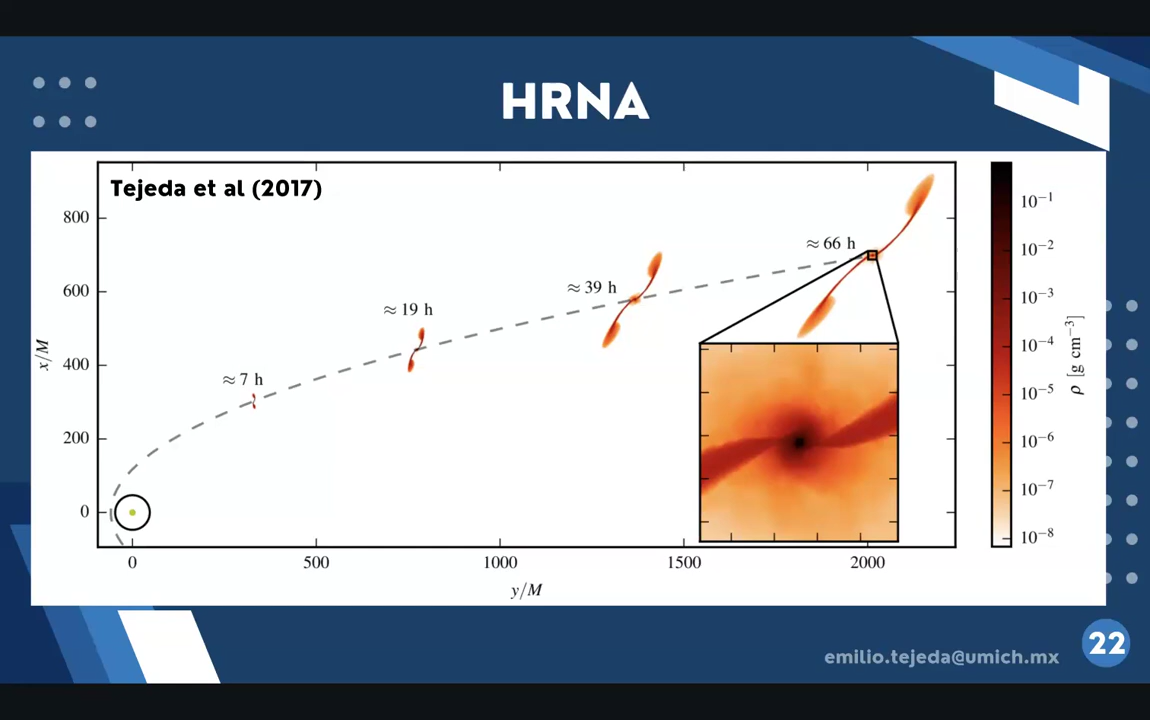 HRNA
Tejeda et al (2017)
≈ 66 h
≈ 39 h
≈ 19 h
≈ 7 h
x/M
800
600
400
200
0
0 500 1000 1500 2000
y/M
10⁻¹
10⁻²
10⁻³
10⁻⁴
10⁻⁵
10⁻⁶
10⁻⁷
10⁻⁸
ρ [g cm⁻³]
emilio.tejeda@umich.mx
22